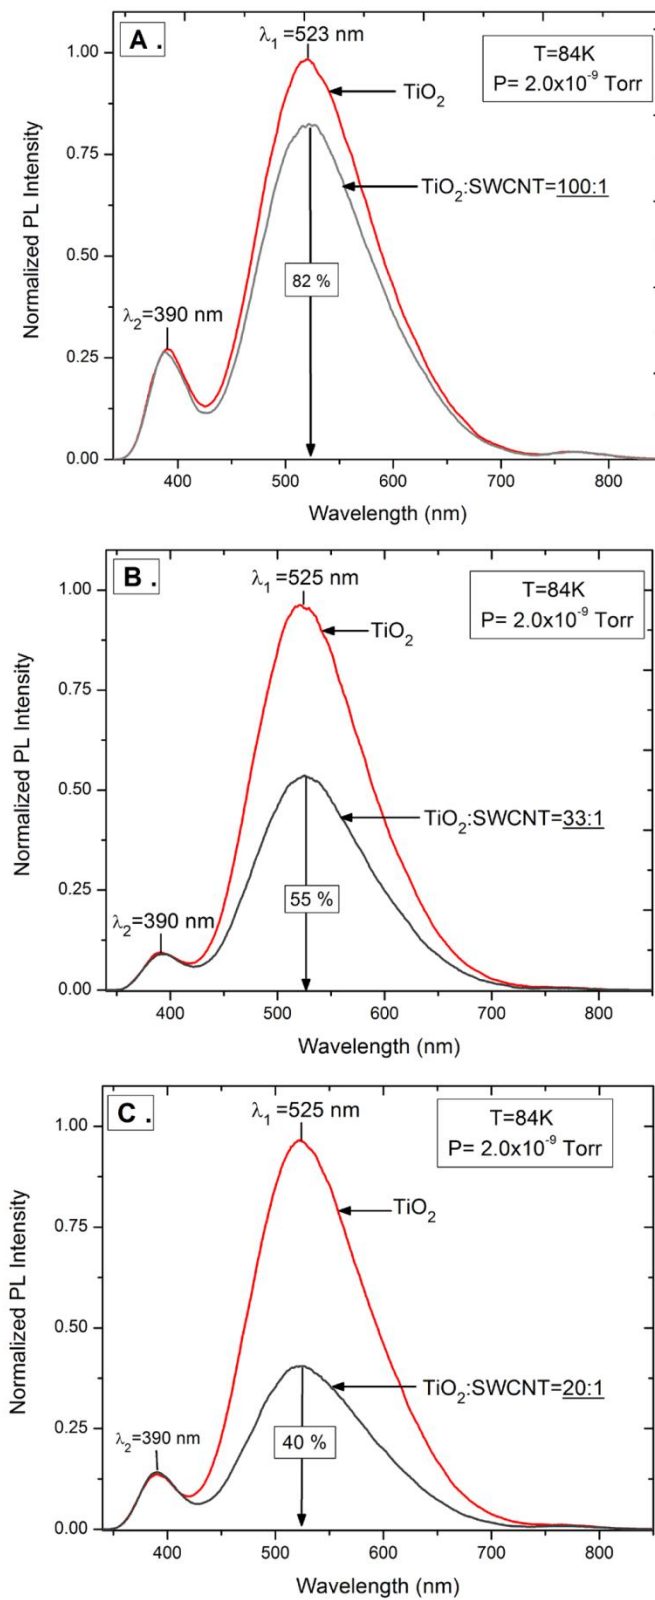 A .
λ1 =523 nm
T=84K
P= 2.0x10-9 Torr
TiO2
TiO2:SWCNT=100:1
82 %
λ2=390 nm
Normalized PL Intensity
1.00
0.75
0.50
0.25
0.00
400 500 600 700 800
Wavelength (nm)
B .
λ1 =525 nm
T=84K
P= 2.0x10-9 Torr
TiO2
TiO2:SWCNT=33:1
55 %
λ2=390 nm
Normalized PL Intensity
1.00
0.75
0.50
0.25
0.00
400 500 600 700 800
Wavelength (nm)
C .
λ1 =525 nm
T=84K
P= 2.0x10-9 Torr
TiO2
TiO2:SWCNT=20:1
40 %
λ2=390 nm
Normalized PL Intensity
1.00
0.75
0.50
0.25
0.00
400 500 600 700 800
Wavelength (nm)